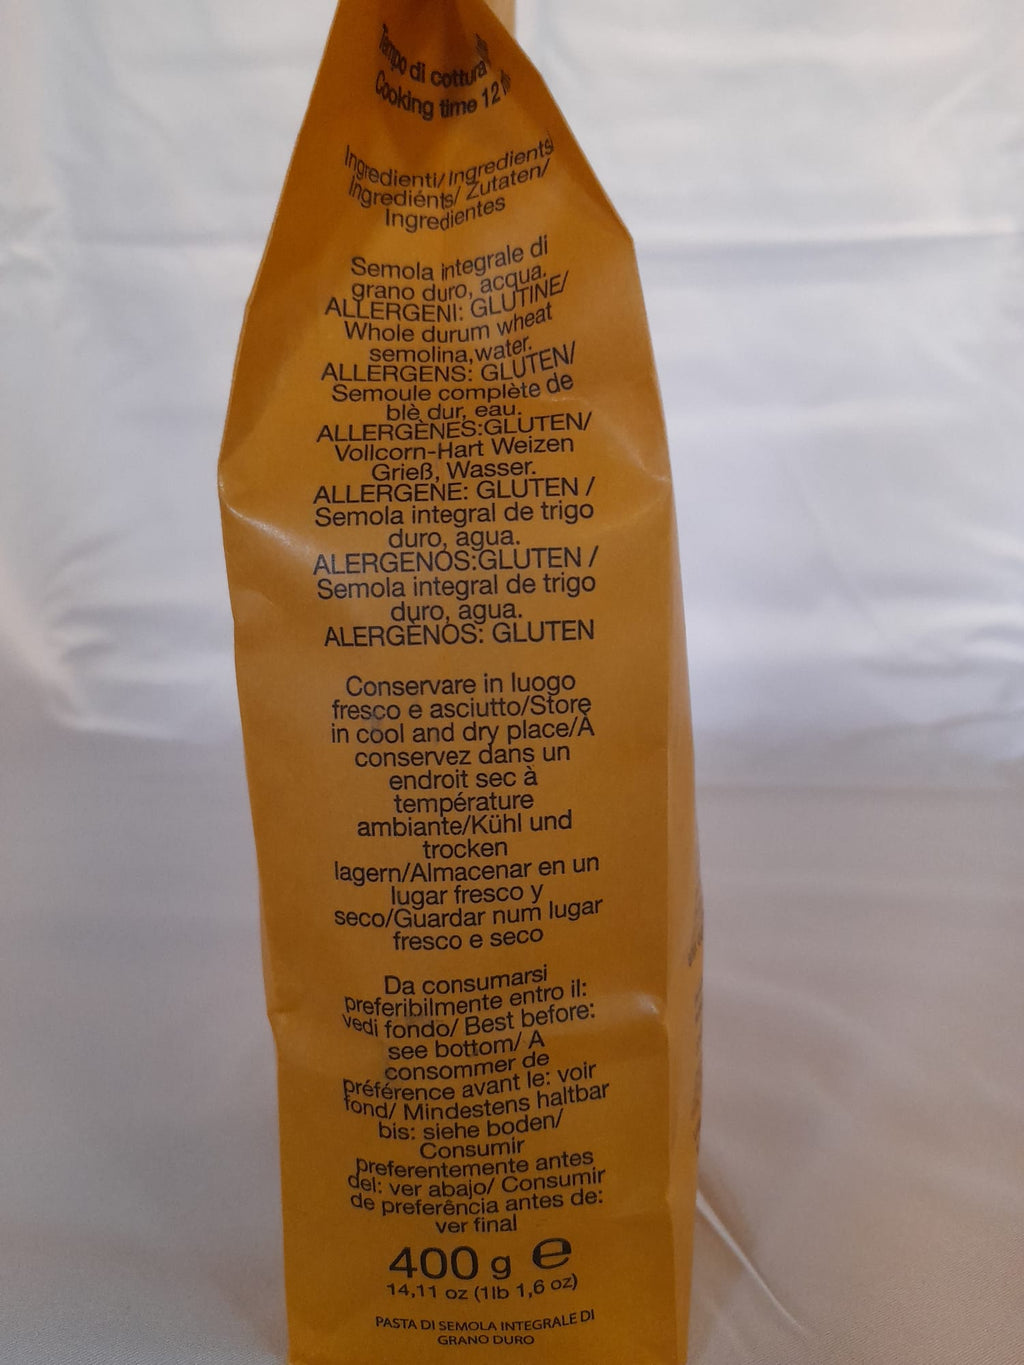 Tempo di cottura
Cooking time 12
Ingredienti/Ingredients
Ingrediénts/ Zutaten/
Ingredientes
Semola integrale di
grano duro, acqua.
ALLERGENI: GLUTINE/
Whole durum wheat
semolina,water.
ALLERGENS: GLUTEN/
Semoule complète de
blè dur, eau.
ALLERGÈNES:GLUTEN/
Vollcorn-Hart Weizen
Grieß, Wasser.
ALLERGENE: GLUTEN /
Semola integral de trigo
duro, agua.
ALERGENOS:GLUTEN /
Semola integral de trigo
duro, agua.
ALERGENOS: GLUTEN
Conservare in luogo
fresco e asciutto/Store
in cool and dry place/A
conservez dans un
endroit sec à
température
ambiante/Kühl und
trocken
lagern/Almacenar en un
lugar fresco y
seco/Guardar num lugar
fresco e seco
Da consumarsi
preferibilmente entro il:
vedi fondo/ Best before:
see bottom/ A
consommer de
préférence avant le: voir
fond/ Mindestens haltbar
bis: siehe boden/
Consumir
preferentemente antes
del: ver abajo/ Consumir
de preferência antes de:
ver final
400 g e
14,11 oz (1lb 1,6 oz)
PASTA DI SEMOLA INTEGRALE DI
GRANO DURO